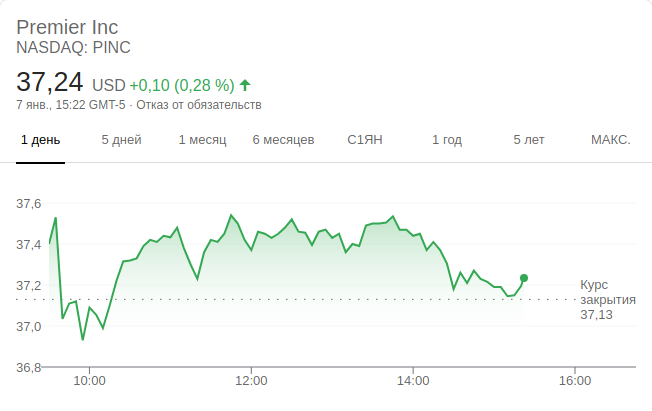 Premier Inc
NASDAQ: PINC
37,24 USD +0,10 (0,28 %)
7 янв., 15:22 GMT-5 · Отказ от обязательств
1 день 5 дней 1 месяц 6 месяцев С1ЯН 1 год 5 лет МАКС.
37,6
37,4
37,2
37,0
36,8
Курс
закрытия
37,13
10:00 12:00 14:00 16:00